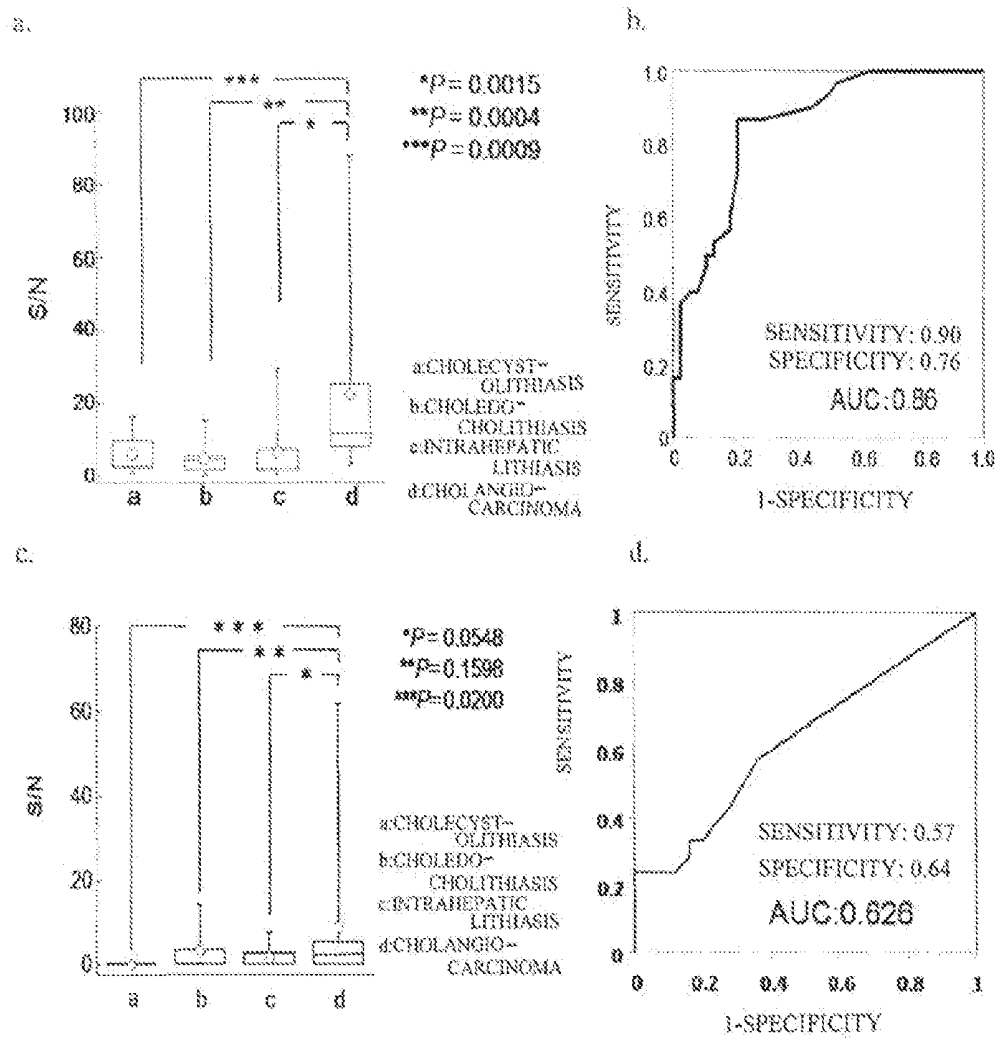 a.
***
**
*
*P = 0.0015
**P = 0.0004
***P = 0.0009
100
80
60
40
20
0
S/N
a b c d
a:CHOLECYST-
OLITHIASIS
b:CHOLEDO-
CHOLITHIASIS
c:INTRAHEPATIC
LITHIASIS
d:CHOLANGIO-
CARCINOMA
b.
1.0
0.8
0.6
0.4
0.2
0
SENSITIVITY
SENSITIVITY: 0.90
SPECIFICITY: 0.76
AUC:0.86
0 0.2 0.4 0.6 0.8 1.0
1-SPECIFICITY
c.
***
**
*
*P = 0.0548
**P = 0.1598
***P=0.0200
80
60
40
20
0
S/N
a b c d
a:CHOLECYST-
OLITHIASIS
b:CHOLEDO-
CHOLITHIASIS
c:INTRAHEPATIC
LITHIASIS
d:CHOLANGIO-
CARCINOMA
d.
1
0.8
0.6
0.4
0.2
0
SENSITIVITY
SENSITIVITY: 0.57
SPECIFICITY: 0.64
AUC:0.626
0 0.2 0.4 0.6 0.8 1
1-SPECIFICITY